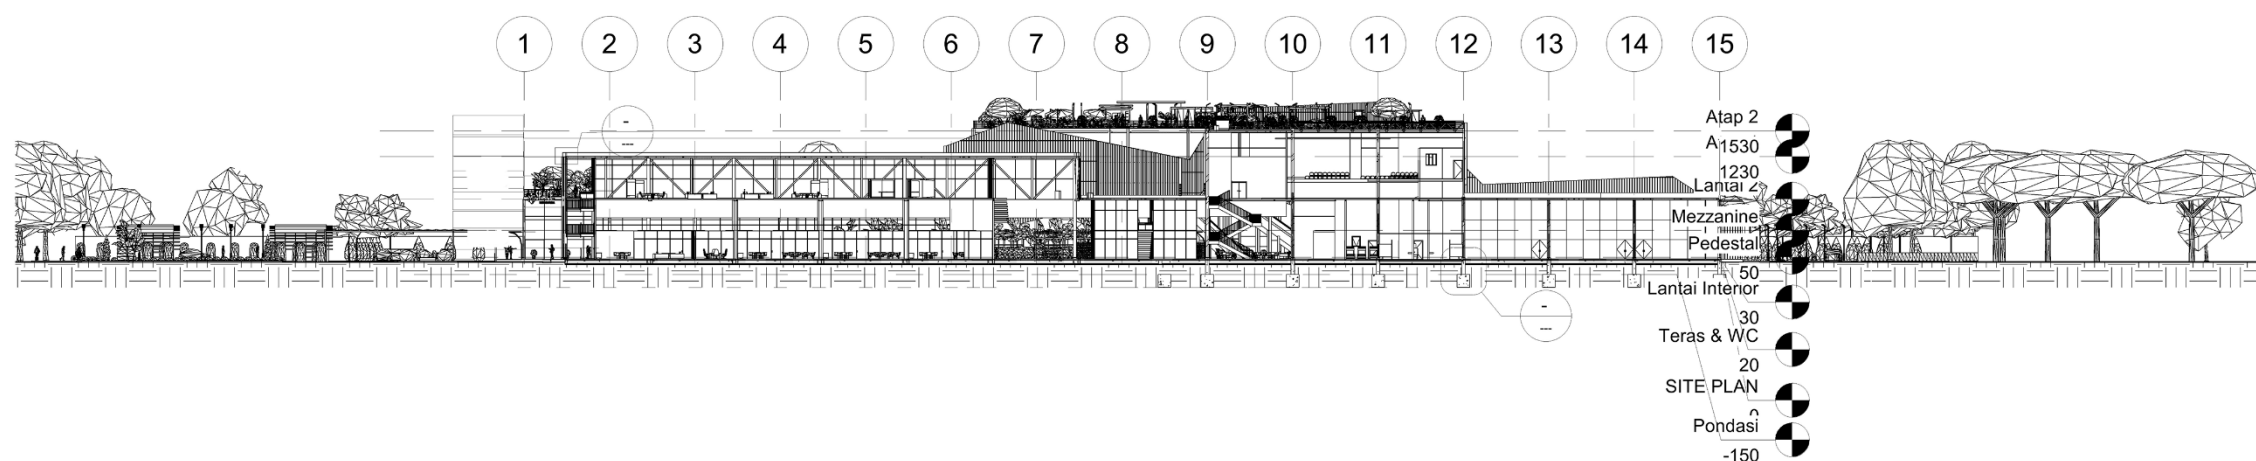 1 2 3 4 5 6 7 8 9 10 11 12 13 14 15
Atap 2
1530
1230
Lantai 2
Mezzanine
Pedestal
50
Lantai Interior
30
Teras & WC
20
SITE PLAN
0
Pondasi
-150